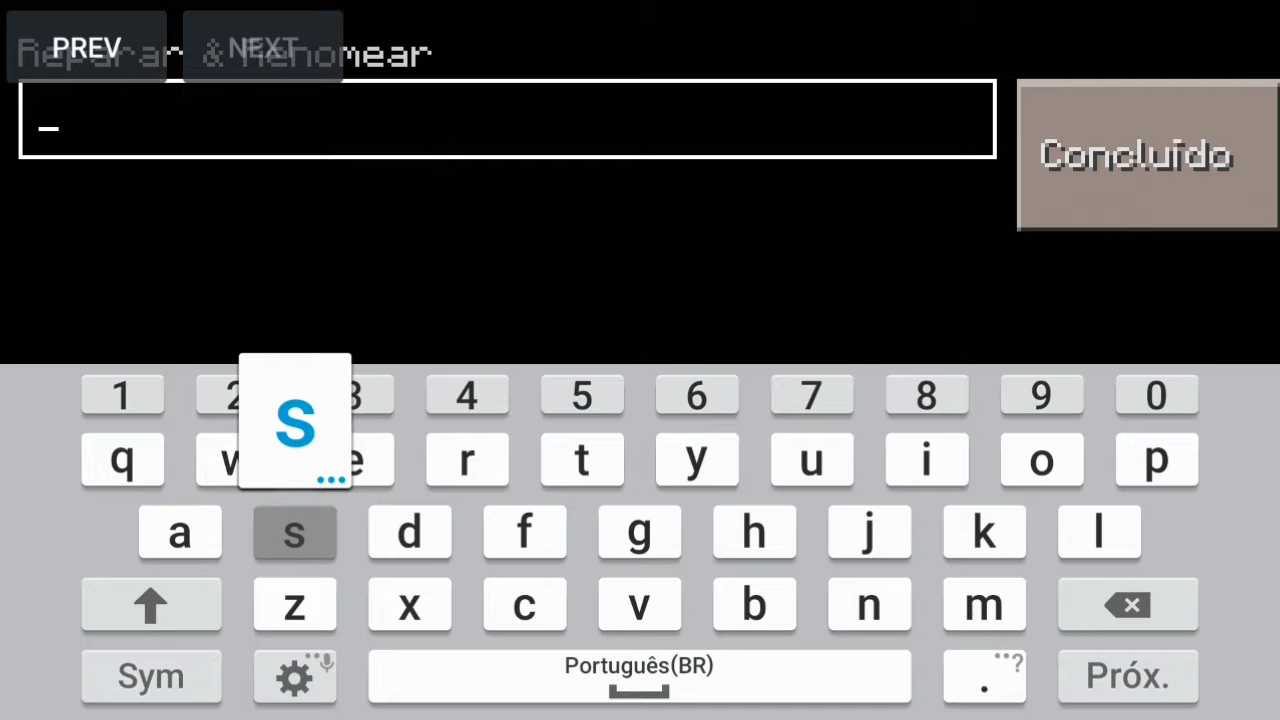 PREV NEXT
Reparar & Renomear
_
Concluído
1 2 3 4 5 6 7 8 9 0
S
q w e r t y u i o p
a s d f g h j k l
z x c v b n m
Sym Português(BR) . ? Próx.